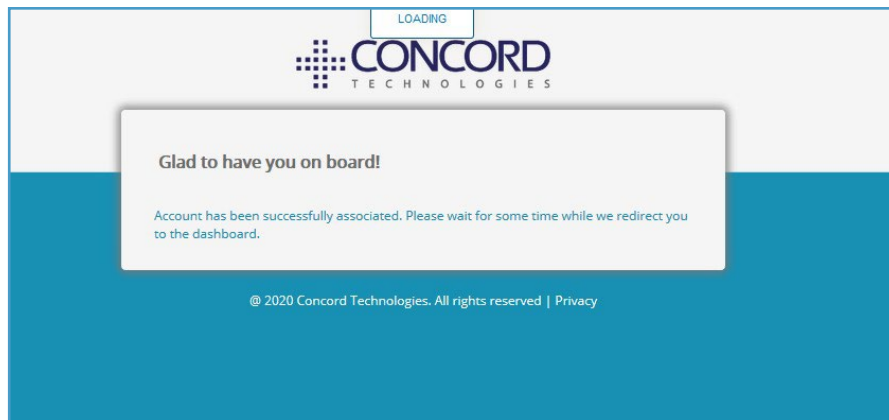 LOADING
CONCORD
TECHNOLOGIES
Glad to have you on board!
Account has been successfully associated. Please wait for some time while we redirect you
to the dashboard.
@ 2020 Concord Technologies. All rights reserved | Privacy